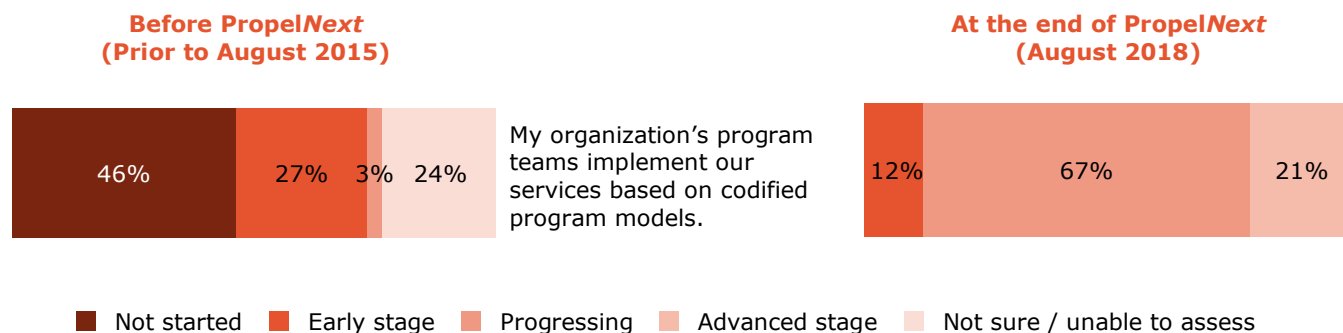 Before PropelNext
(Prior to August 2015)
At the end of PropelNext
(August 2018)
46%
27%
3%
24%
My organization’s program
teams implement our
services based on codified
program models.
12%
67%
21%
Not started
Early stage
Progressing
Advanced stage
Not sure / unable to assess